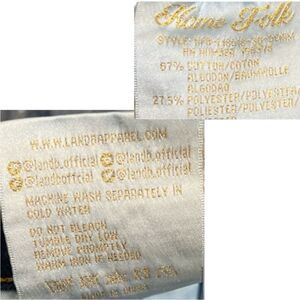 Home Folk
67% COTTON/COTON
ALGODON/BAUMWOLLE
ALGODAO
27.5% POLYESTER/POLYESTER
POLYESTER/POLYESTER
WWW.LANDBAPPAREL.COM
@landb.official @landb.official
@landbofficial @landb.official
MACHINE WASH SEPARATELY IN
COLD WATER
DO NOT BLEACH
TUMBLE DRY LOW
REMOVE PROMPTLY
WARM IRON IF NEEDED